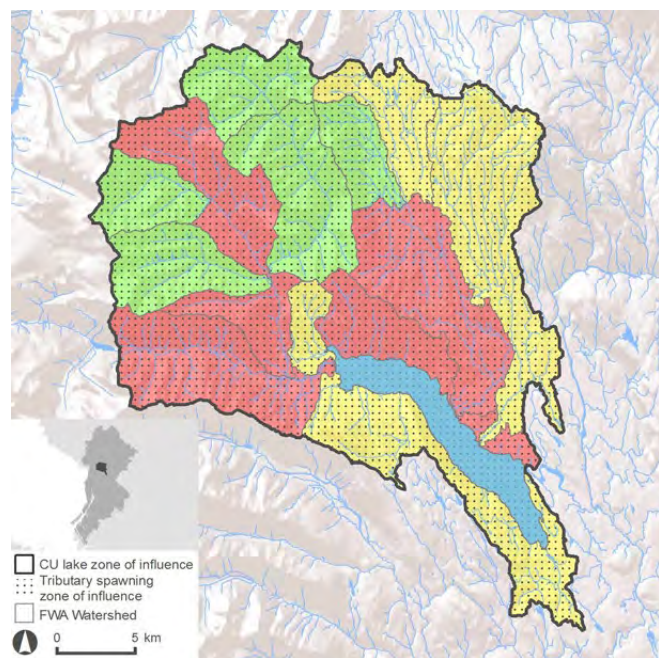 CU lake zone of influence
Tributary spawning
zone of influence
FWA Watershed
0 5 km